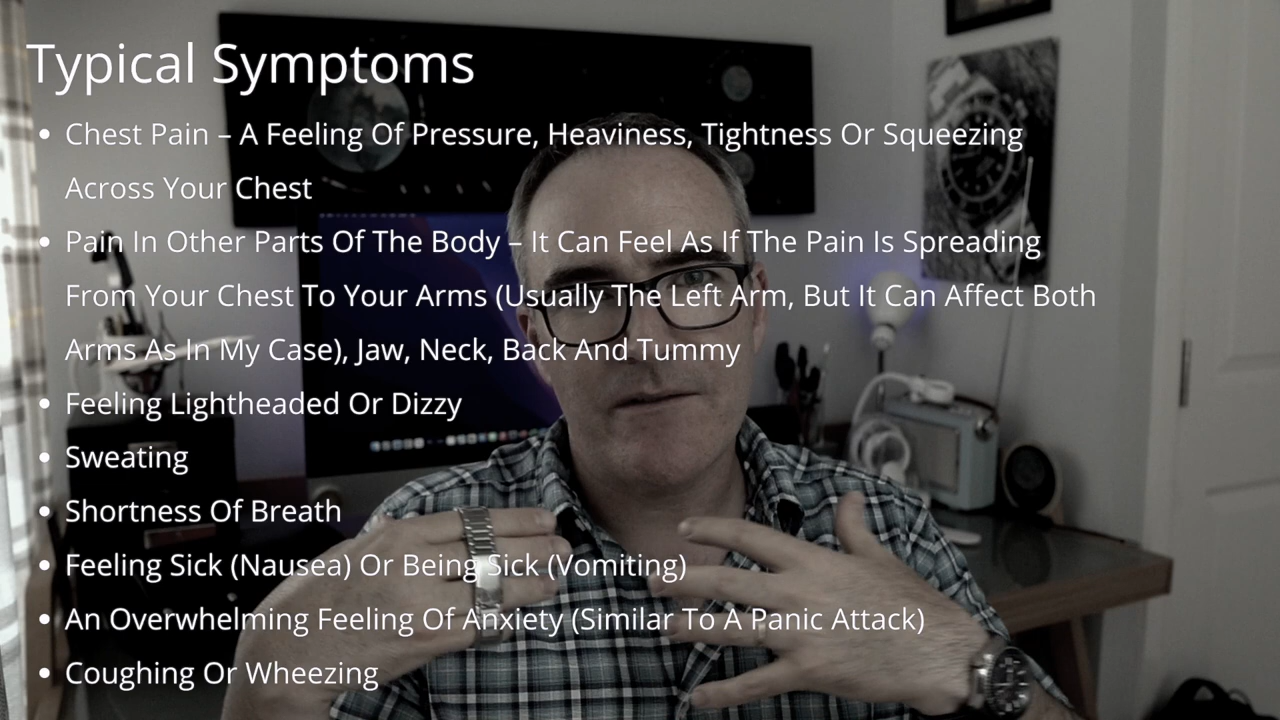 Typical Symptoms
• Chest Pain – A Feeling Of Pressure, Heaviness, Tightness Or Squeezing
Across Your Chest
• Pain In Other Parts Of The Body – It Can Feel As If The Pain Is Spreading
From Your Chest To Your Arms (Usually The Left Arm, But It Can Affect Both
Arms As In My Case), Jaw, Neck, Back And Tummy
• Feeling Lightheaded Or Dizzy
• Sweating
• Shortness Of Breath
• Feeling Sick (Nausea) Or Being Sick (Vomiting)
• An Overwhelming Feeling Of Anxiety (Similar To A Panic Attack)
• Coughing Or Wheezing